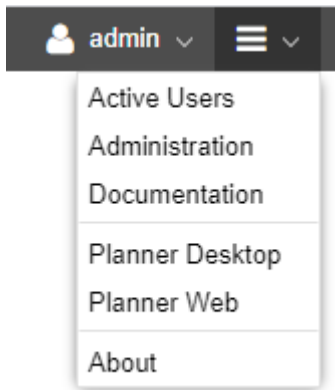 admin
Active Users
Administration
Documentation
Planner Desktop
Planner Web
About